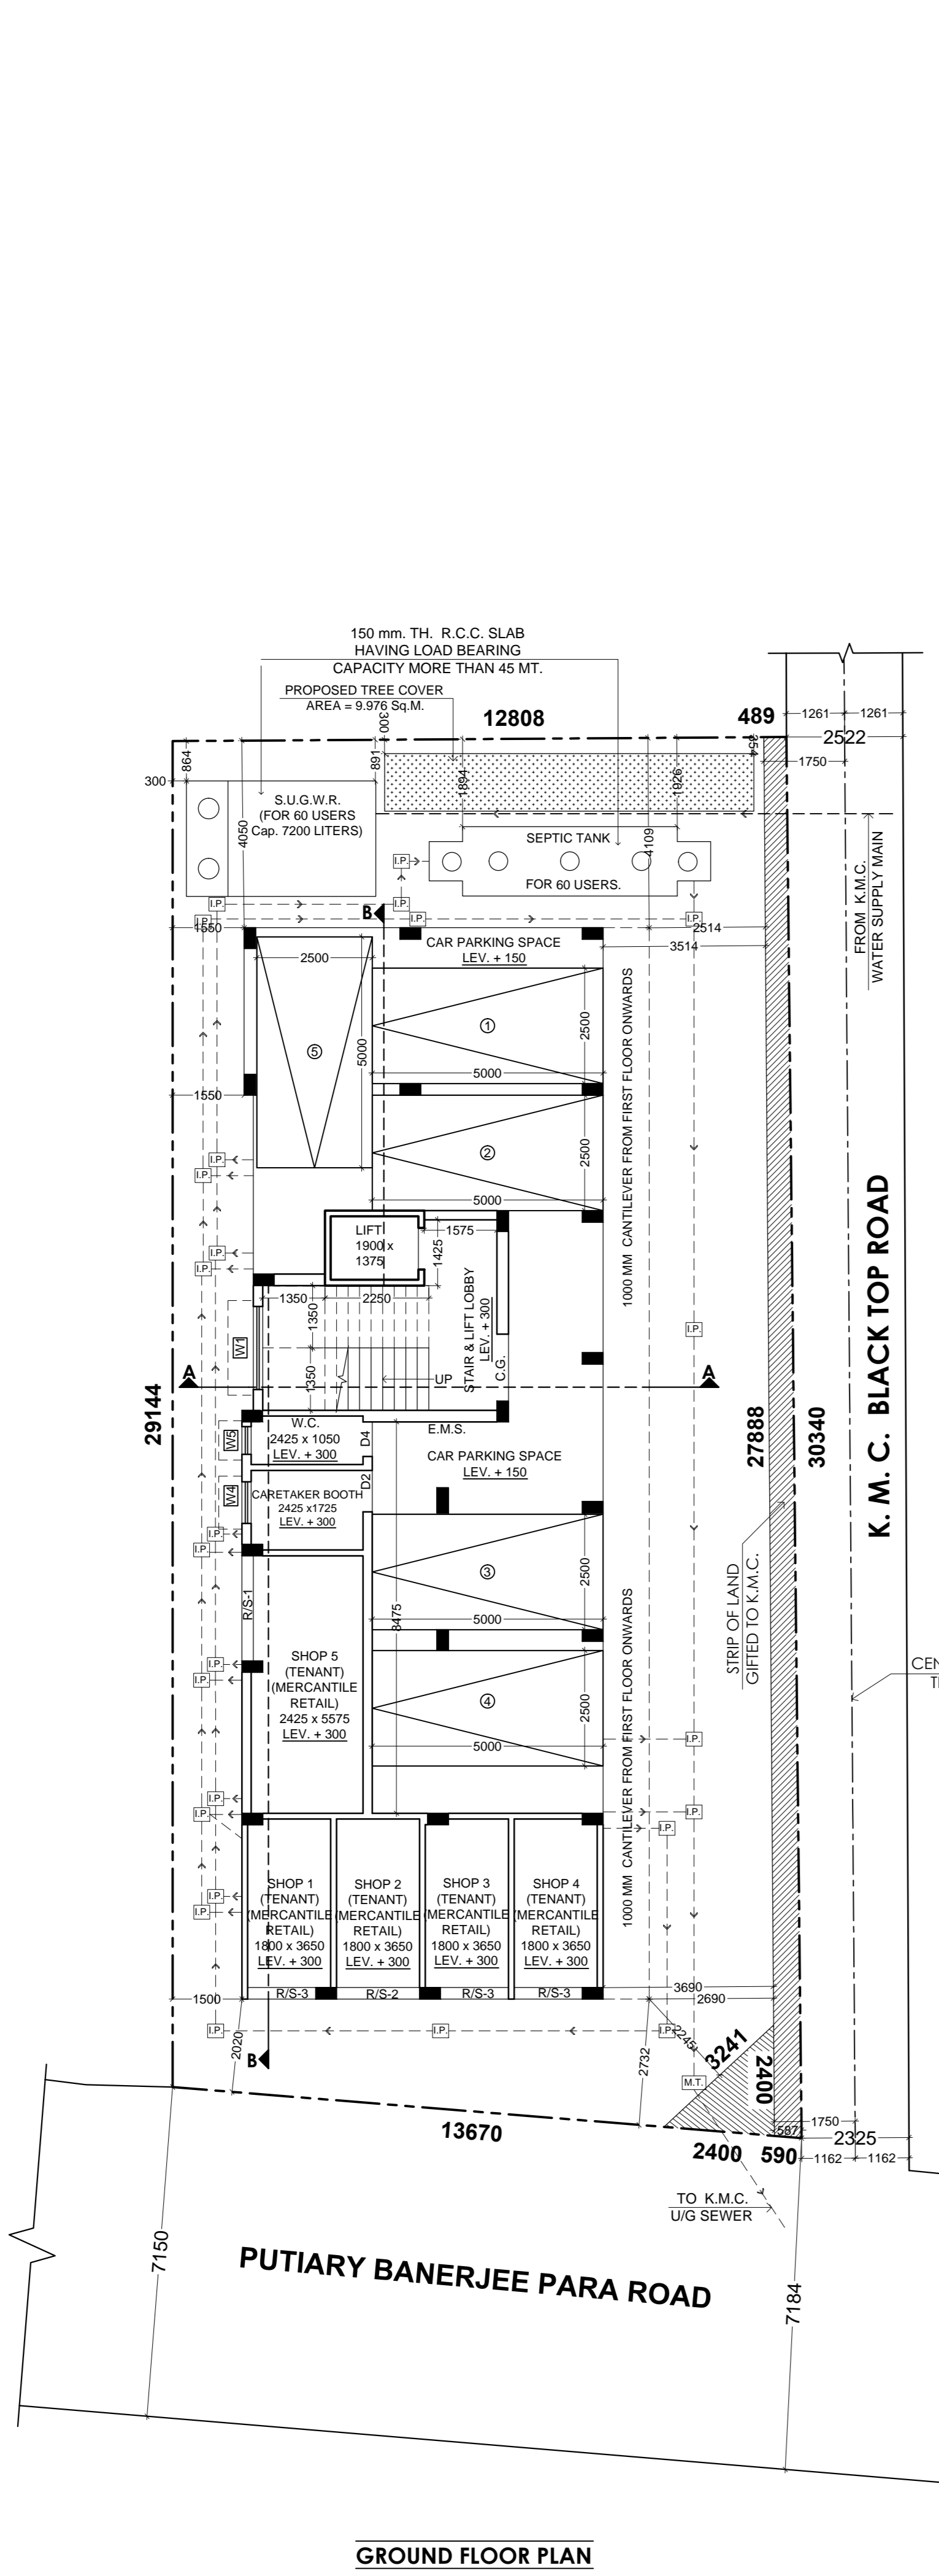 150 mm. TH. R.C.C. SLAB
HAVING LOAD BEARING
CAPACITY MORE THAN 45 MT.
PROPOSED TREE COVER
AREA = 9.976 Sq.M.
300
12808
489
1261
1261
2522
1750
354
864
891
300
1894
1926
S.U.G.W.R.
(FOR 60 USERS
Cap. 7200 LITERS)
4050
SEPTIC TANK
FOR 60 USERS.
4109
I.P.
FROM K.M.C.
WATER SUPPLY MAIN
I.P.
I.P.
I.P.
I.P.
I.P.
B
1550
2514
3514
CAR PARKING SPACE
LEV. + 150
2500
5000
5
1
5000
2500
1550
2
5000
2500
1000 MM CANTILEVER FROM FIRST FLOOR ONWARDS
I.P.
I.P.
I.P.
I.P.
LIFT
1900 x
1375
1575
1425
1350
2250
1350
1350
STAIR & LIFT LOBBY
LEV. + 300
C.G.
UP
I.P.
W1
A
A
29144
27888
30340
K. M. C. BLACK TOP ROAD
W.C.
2425 x 1050
LEV. + 300
D4
E.M.S.
W5
CAR PARKING SPACE
LEV. + 150
D2
W4
CARETAKER BOOTH
2425 x1725
LEV. + 300
I.P.
I.P.
I.P.
R/S-1
3
5000
2500
8475
STRIP OF LAND
GIFTED TO K.M.C.
1000 MM CANTILEVER FROM FIRST FLOOR ONWARDS
SHOP 5
(TENANT)
(MERCANTILE
RETAIL)
2425 x 5575
LEV. + 300
I.P.
I.P.
4
5000
2500
CEN
TI
I.P.
I.P.
I.P.
I.P.
I.P.
SHOP 1
(TENANT)
(MERCANTILE
RETAIL)
1800 x 3650
LEV. + 300
SHOP 2
(TENANT)
(MERCANTILE
RETAIL)
1800 x 3650
LEV. + 300
SHOP 3
(TENANT)
(MERCANTILE
RETAIL)
1800 x 3650
LEV. + 300
SHOP 4
(TENANT)
(MERCANTILE
RETAIL)
1800 x 3650
LEV. + 300
I.P.
I.P.
R/S-3
R/S-2
R/S-3
R/S-3
1500
3690
2690
I.P.
I.P.
I.P.
2020
B
2732
2245
3241
2400
M.T.
13670
2400
590
587
1750
2325
1162
1162
TO K.M.C.
U/G SEWER
7150
PUTIARY BANERJEE PARA ROAD
7184
GROUND FLOOR PLAN